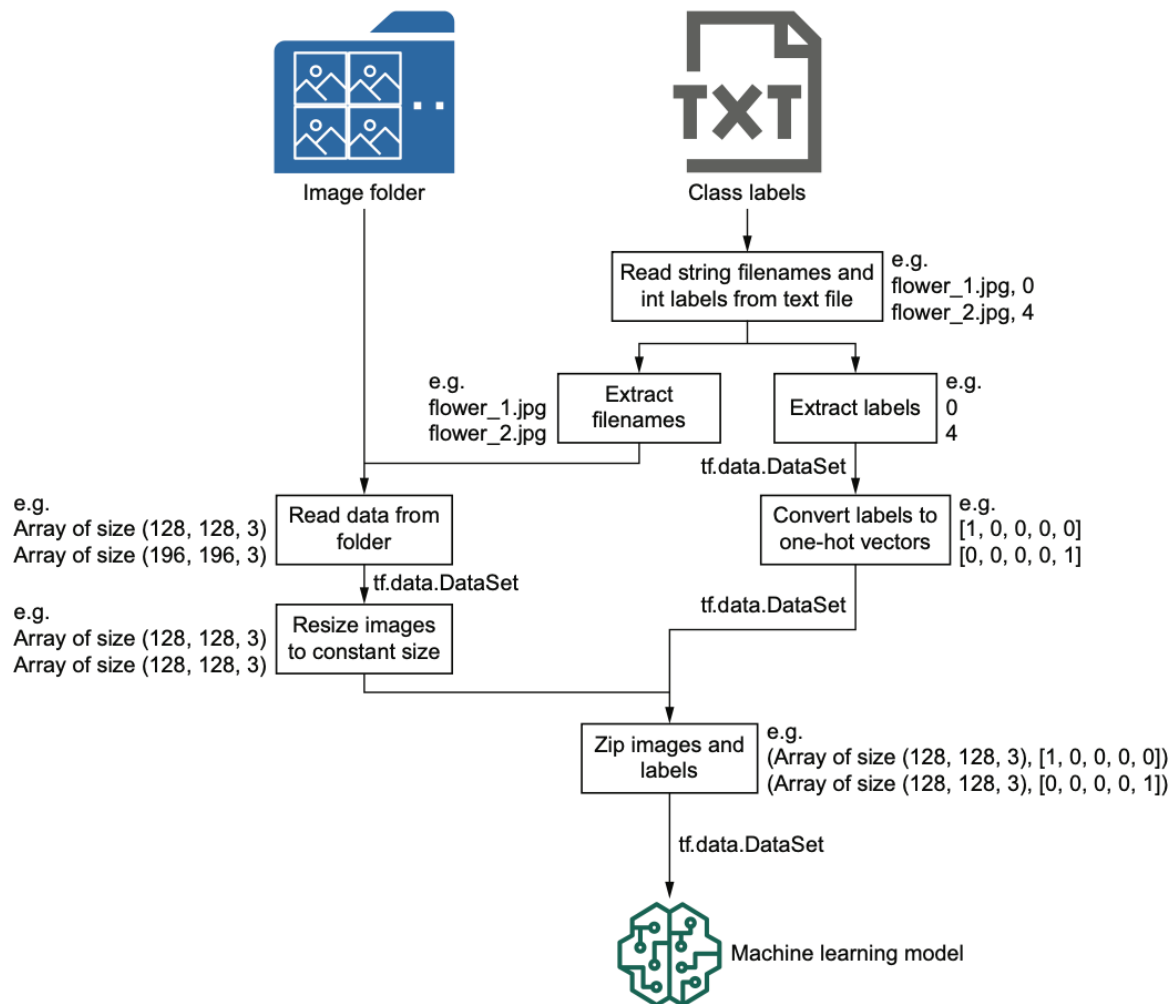 TXT
Image folder
Class labels
Read string filenames and
int labels from text file
e.g.
flower_1.jpg, 0
flower_2.jpg, 4
e.g.
flower_1.jpg
flower_2.jpg
Extract
filenames
Extract labels
e.g.
0
4
tf.data.DataSet
e.g.
Array of size (128, 128, 3)
Array of size (196, 196, 3)
Read data from
folder
Convert labels to
one-hot vectors
e.g.
[1, 0, 0, 0, 0]
[0, 0, 0, 0, 1]
tf.data.DataSet
tf.data.DataSet
e.g.
Array of size (128, 128, 3)
Array of size (128, 128, 3)
Resize images
to constant size
Zip images and
labels
e.g.
(Array of size (128, 128, 3), [1, 0, 0, 0, 0])
(Array of size (128, 128, 3), [0, 0, 0, 0, 1])
tf.data.DataSet
Machine learning model